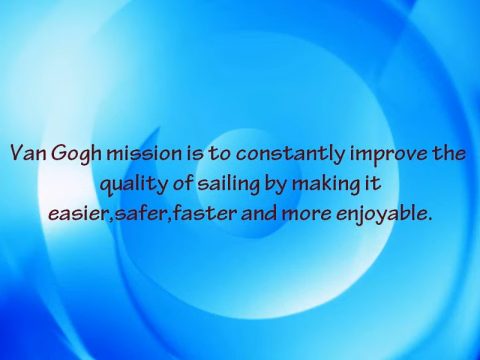 Van Gogh mission is to constantly improve the
quality of sailing by making it
easier,safer,faster and more enjoyable.